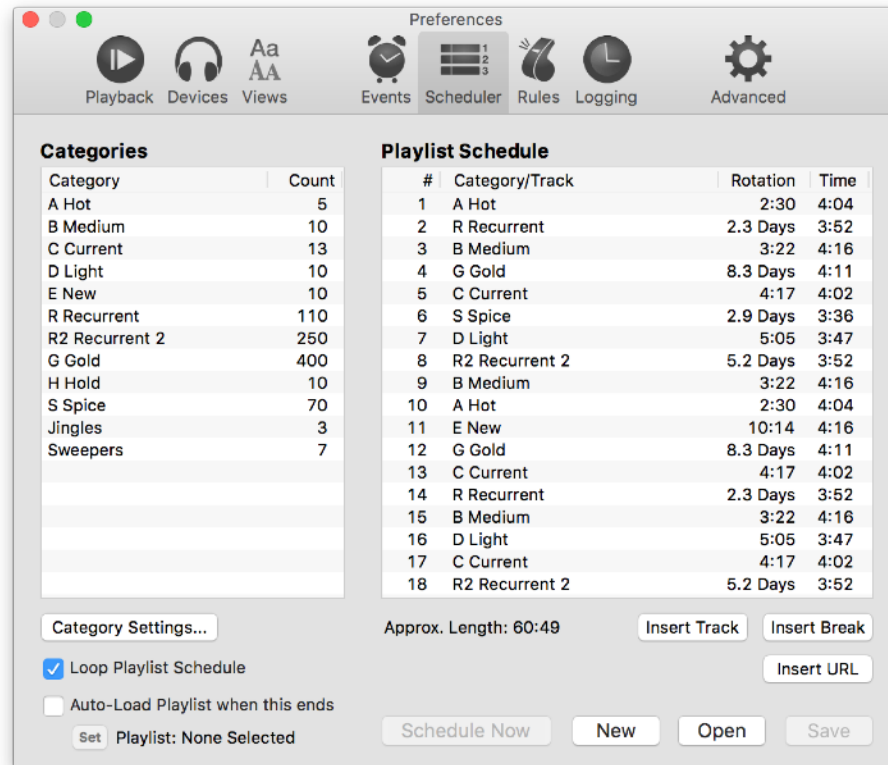 Preferences
Aa
AA
1
2
3
Playback Devices Views Events Scheduler Rules Logging Advanced
Categories
Category Count
A Hot 5
B Medium 10
C Current 13
D Light 10
E New 10
R Recurrent 110
R2 Recurrent 2 250
G Gold 400
H Hold 10
S Spice 70
Jingles 3
Sweepers 7
Category Settings...
Loop Playlist Schedule
Auto-Load Playlist when this ends
Set Playlist: None Selected
Playlist Schedule
# Category/Track Rotation Time
1 A Hot 2:30 4:04
2 R Recurrent 2.3 Days 3:52
3 B Medium 3:22 4:16
4 G Gold 8.3 Days 4:11
5 C Current 4:17 4:02
6 S Spice 2.9 Days 3:36
7 D Light 5:05 3:47
8 R2 Recurrent 2 5.2 Days 3:52
9 B Medium 3:22 4:16
10 A Hot 2:30 4:04
11 E New 10:14 4:16
12 G Gold 8.3 Days 4:11
13 C Current 4:17 4:02
14 R Recurrent 2.3 Days 3:52
15 B Medium 3:22 4:16
16 D Light 5:05 3:47
17 C Current 4:17 4:02
18 R2 Recurrent 2 5.2 Days 3:52
Approx. Length: 60:49 Insert Track Insert Break
Insert URL
Schedule Now New Open Save